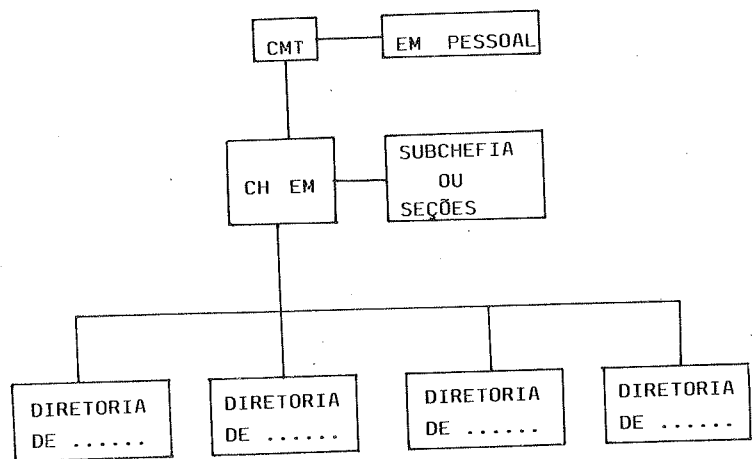 CMT
EM PESSOAL
CH EM
SUBCHEFIA
OU
SEÇÕES
DIRETORIA
DE ......
DIRETORIA
DE ......
DIRETORIA
DE ......
DIRETORIA
DE ......